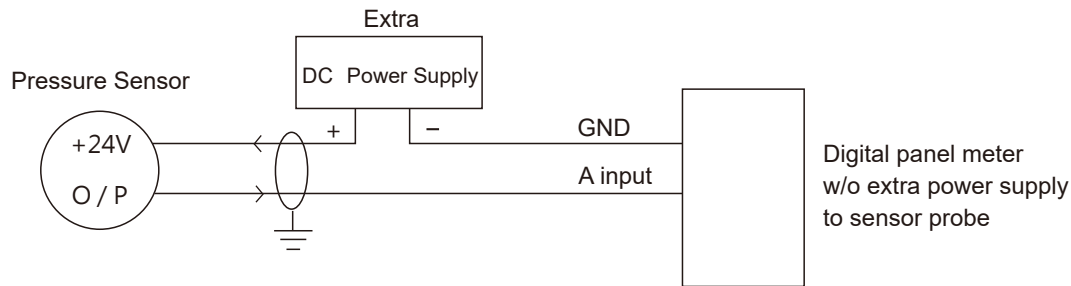 Extra
DC Power Supply
Pressure Sensor
+ −
+24V
GND
O / P
A input
Digital panel meter
w/o extra power supply
to sensor probe